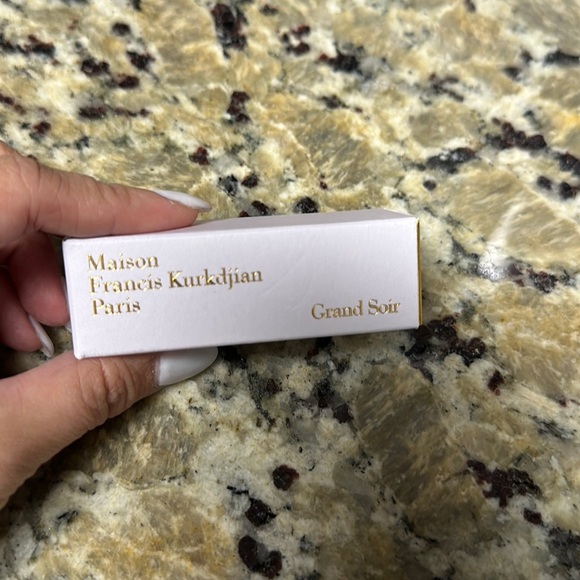 Maison
Francis Kurkdjian
Paris
Grand Soir